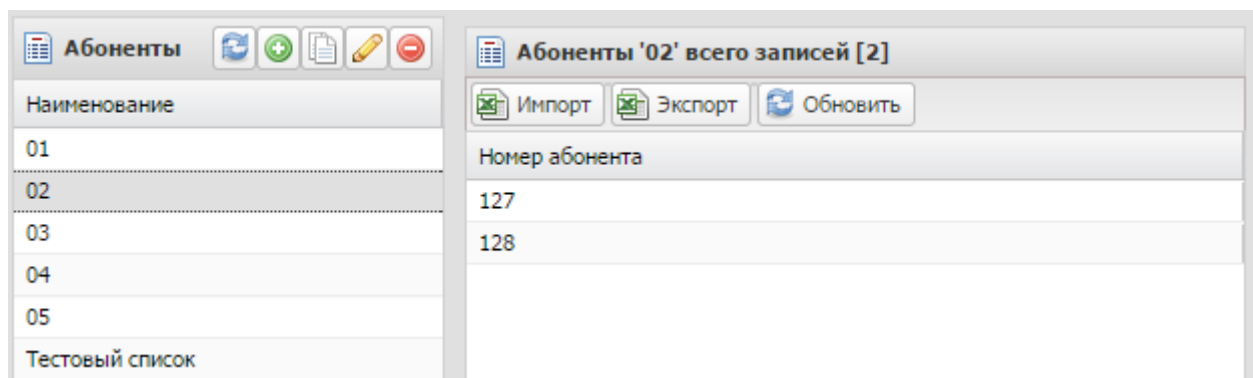 Абоненты
Наименование
01
02
03
04
05
Тестовый список
Абоненты '02' всего записей [2]
Импорт Экспорт Обновить
Номер абонента
127
128